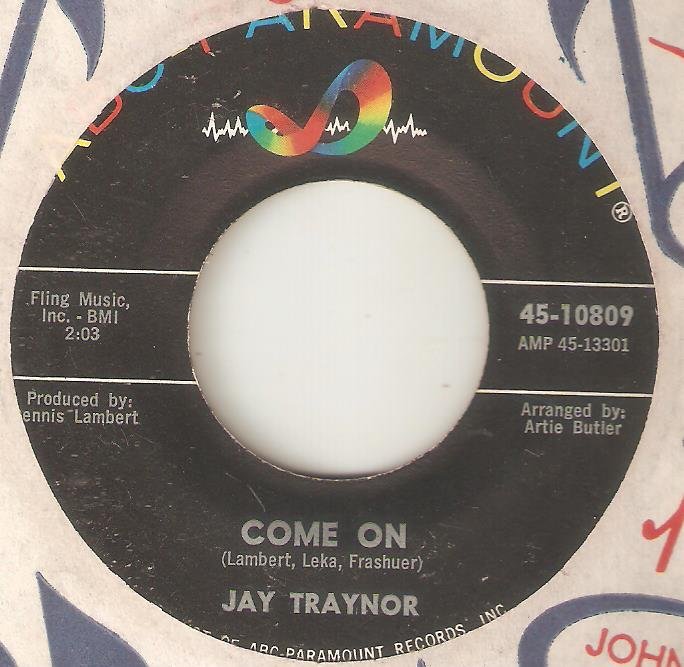 ABC-PARAMOUNT®
Fling Music,
Inc. - BMI
2:03
45-10809
AMP 45-13301
Produced by:
ennis Lambert
Arranged by:
Artie Butler
COME ON
(Lambert, Leka, Frashuer)
JAY TRAYNOR
OF ABC-PARAMOUNT RECORDS, INC.
JOHN